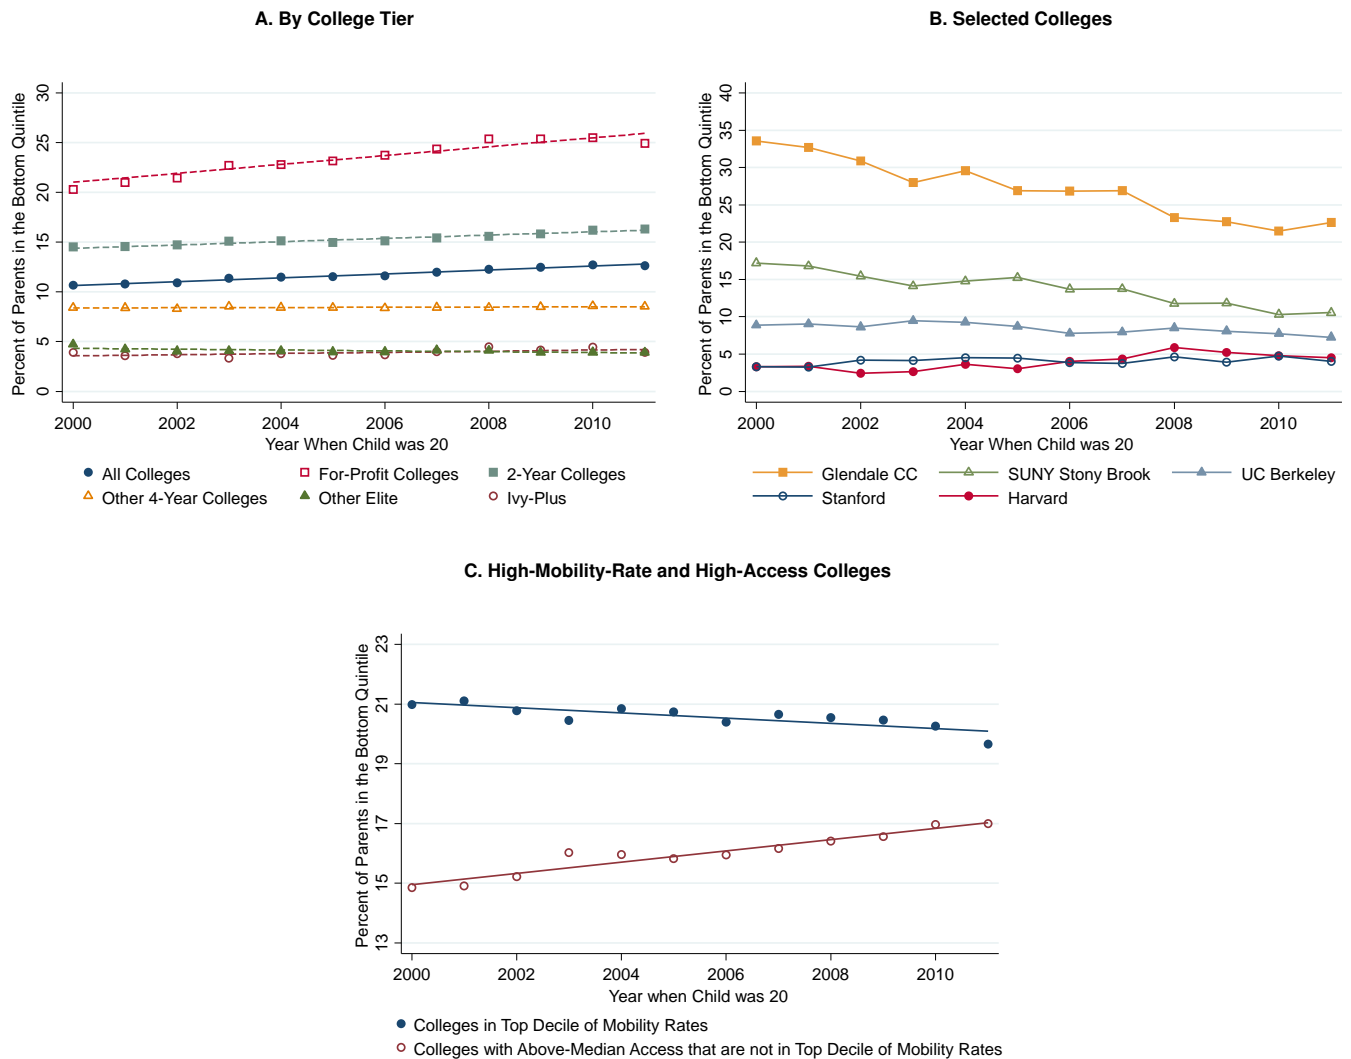 A. By College Tier
Percent of Parents in the Bottom Quintile
30
25
20
15
10
5
0
2000 2002 2004 2006 2008 2010
Year When Child was 20
All Colleges For-Profit Colleges 2-Year Colleges
Other 4-Year Colleges Other Elite Ivy-Plus
B. Selected Colleges
Percent of Parents in the Bottom Quintile
40
35
30
25
20
15
10
5
0
2000 2002 2004 2006 2008 2010
Year When Child was 20
Glendale CC SUNY Stony Brook UC Berkeley
Stanford Harvard
C. High-Mobility-Rate and High-Access Colleges
Percent of Parents in the Bottom Quintile
23
21
19
17
15
13
2000 2002 2004 2006 2008 2010
Year when Child was 20
Colleges in Top Decile of Mobility Rates
Colleges with Above-Median Access that are not in Top Decile of Mobility Rates